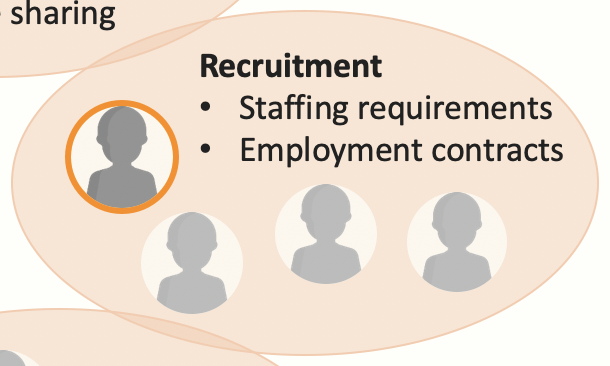 sharing
Recruitment
• Staffing requirements
• Employment contracts